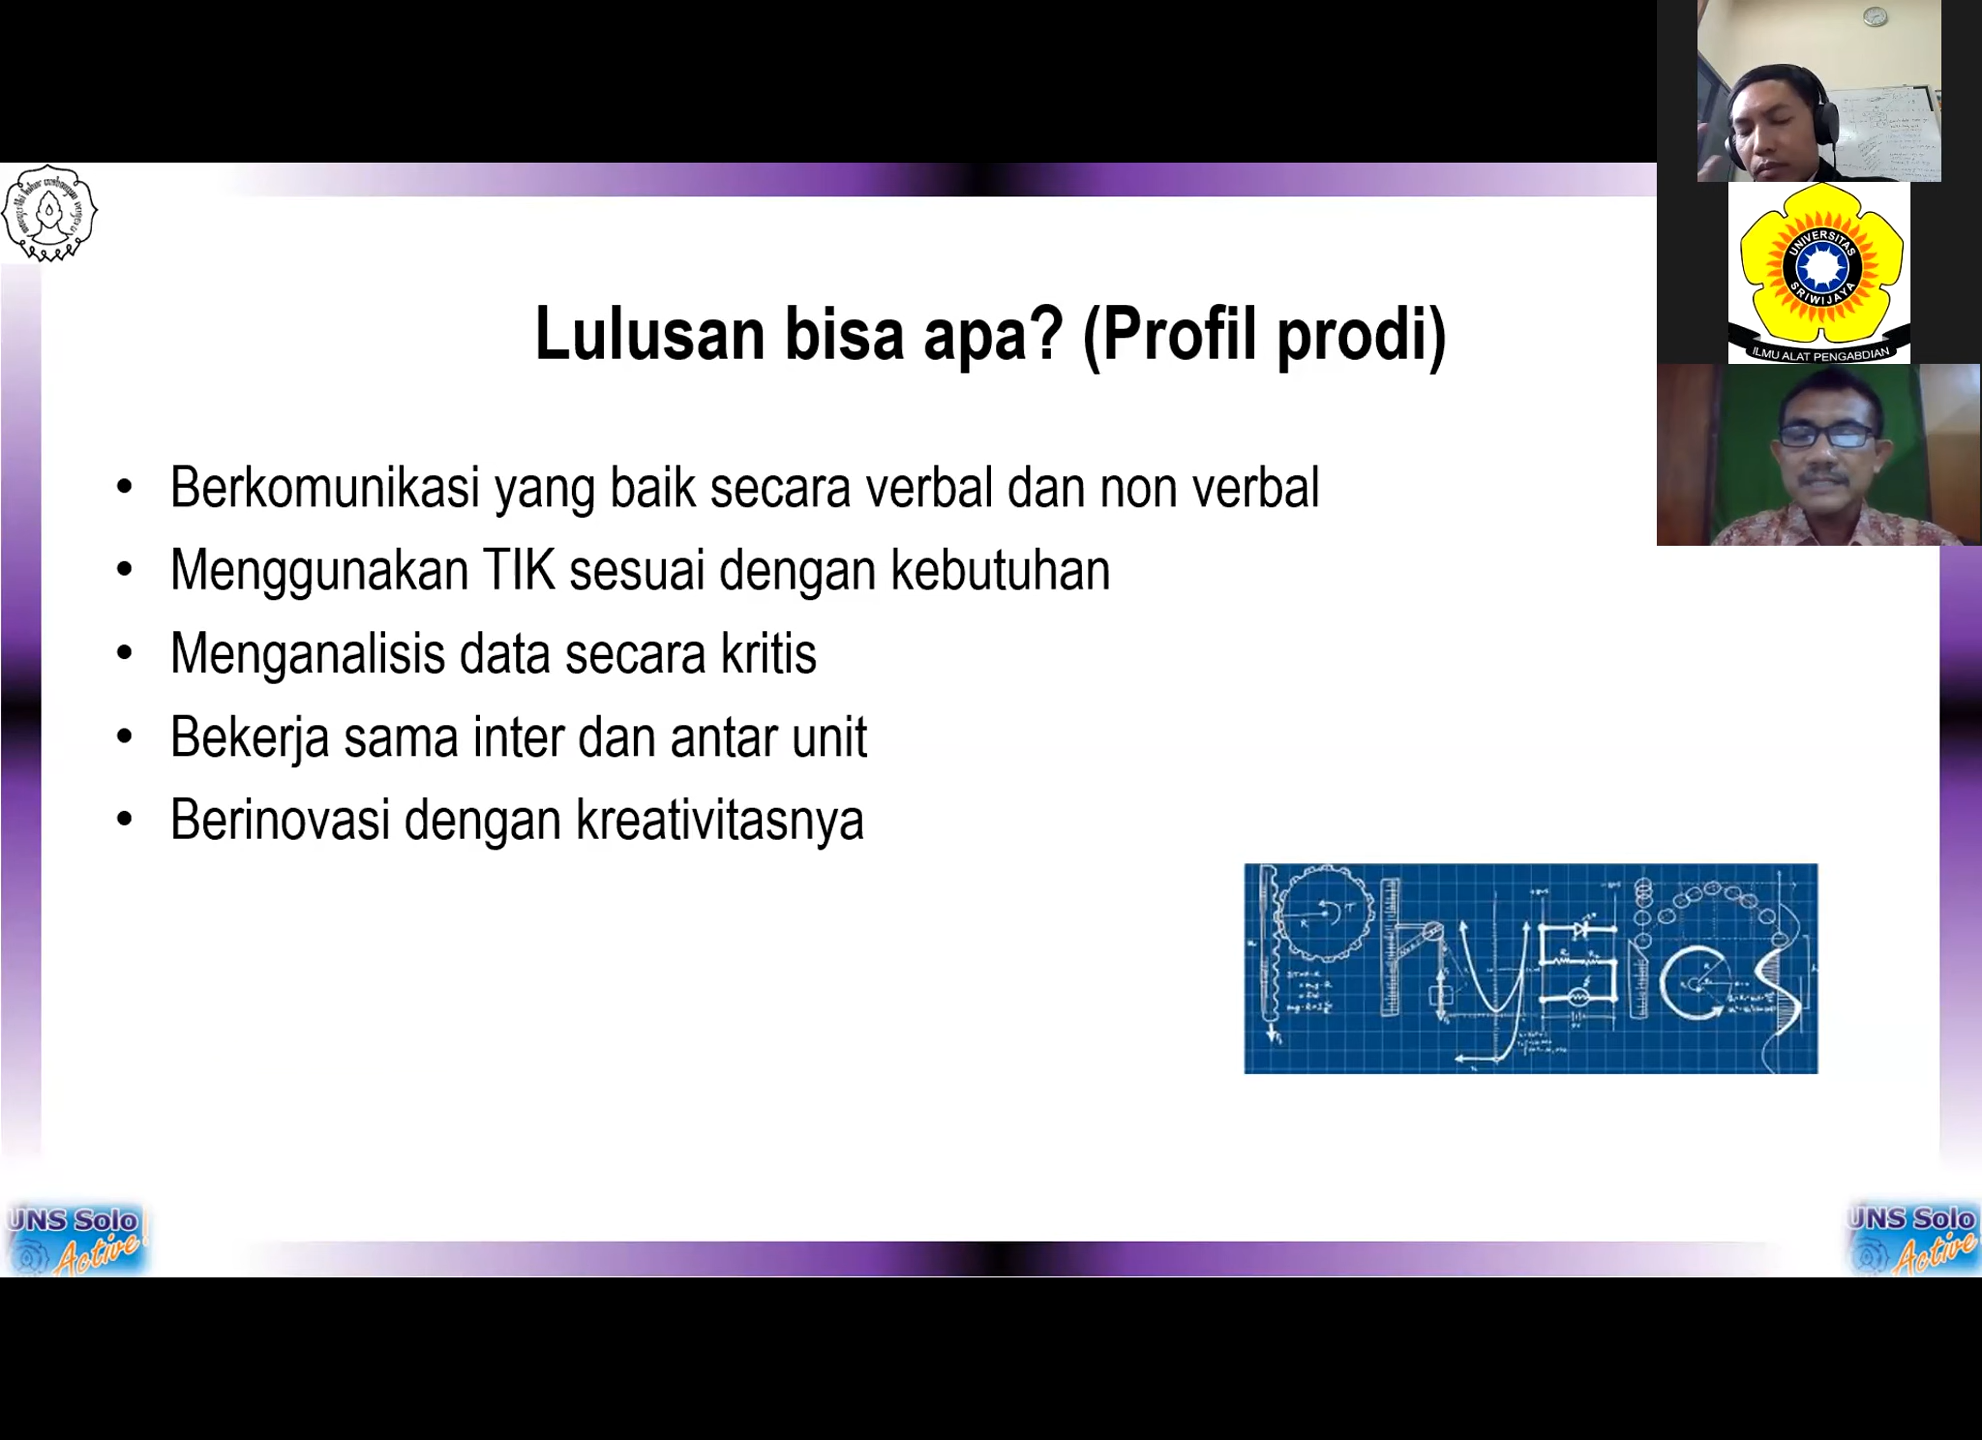 Lulusan bisa apa? (Profil prodi)
• Berkomunikasi yang baik secara verbal dan non verbal
• Menggunakan TIK sesuai dengan kebutuhan
• Menganalisis data secara kritis
• Bekerja sama inter dan antar unit
• Berinovasi dengan kreativitasnya
UNIVERSITAS
SRIWIJAYA
ILMU ALAT PENGABDIAN
Physics
UNS Solo
Active!
UNS Solo
Active